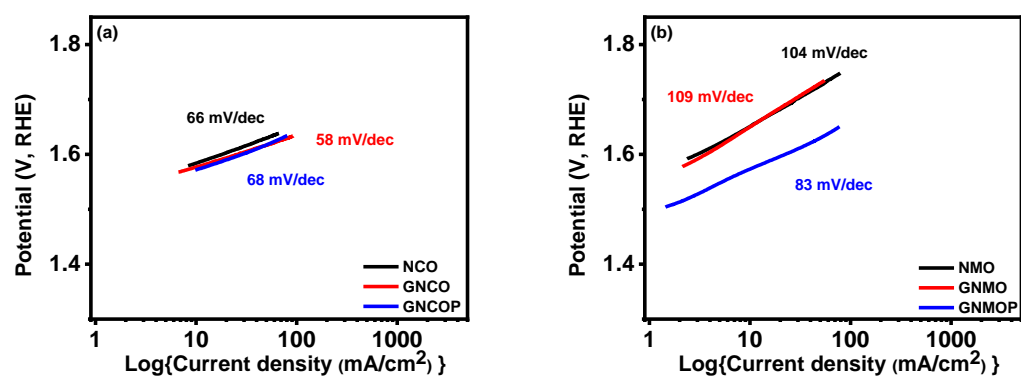 (a)
Potential (V, RHE)
1.8
1.6
1.4
66 mV/dec
58 mV/dec
68 mV/dec
NCO
GNCO
GNCOP
1 10 100 1000
Log{Current density (mA/cm²) }
(b)
Potential (V, RHE)
1.8
1.6
1.4
104 mV/dec
109 mV/dec
83 mV/dec
NMO
GNMO
GNMOP
1 10 100 1000
Log{Current density (mA/cm²) }